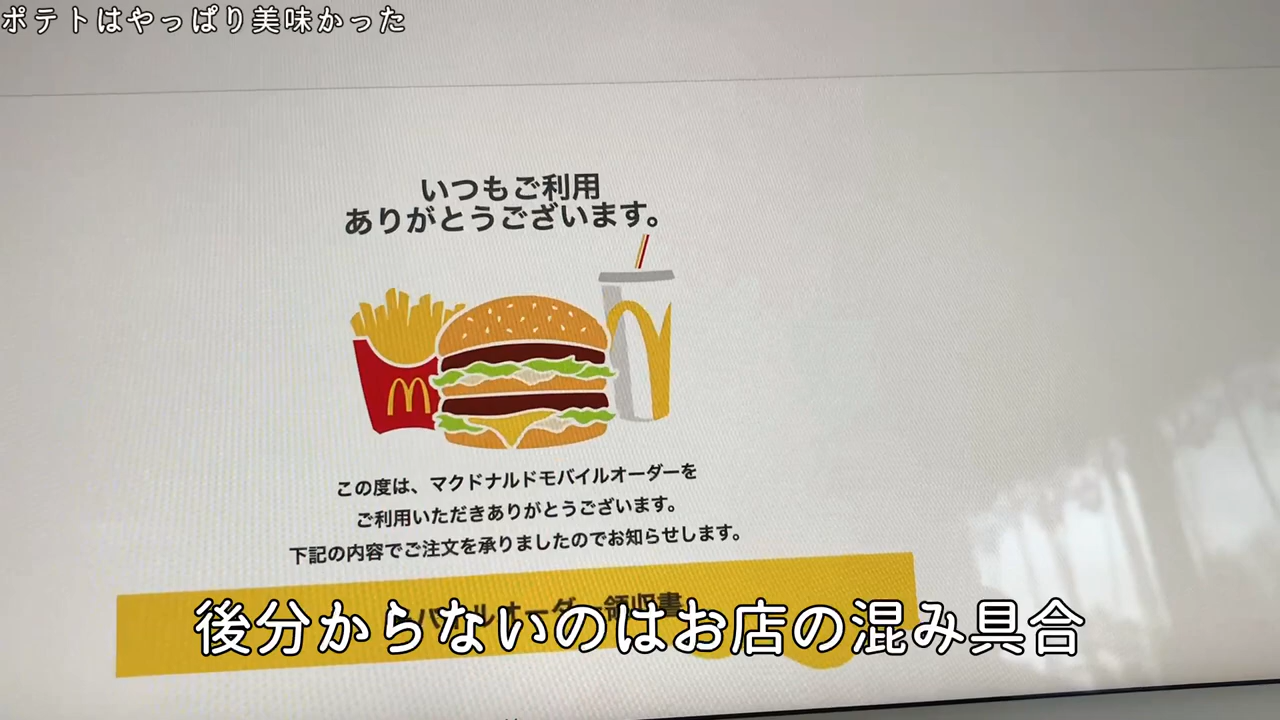 ポテトはやっぱり美味かった
いつもご利用
ありがとうございます。
この度は、マクドナルドモバイルオーダーを
ご利用いただきありがとうございます。
下記の内容でご注文を承りましたのでお知らせします。
後分からないのはお店の混み具合